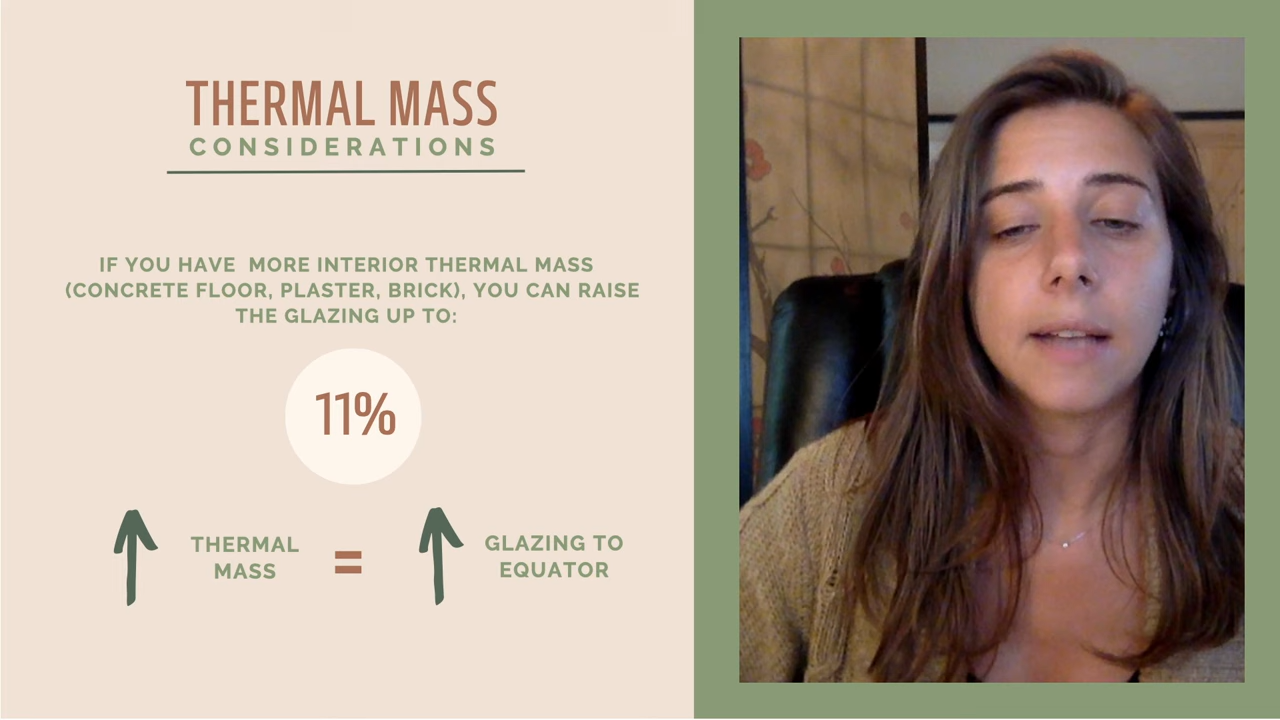 THERMAL MASS
CONSIDERATIONS
IF YOU HAVE MORE INTERIOR THERMAL MASS
(CONCRETE FLOOR, PLASTER, BRICK), YOU CAN RAISE
THE GLAZING UP TO:
11%
THERMAL
MASS
=
GLAZING TO
EQUATOR